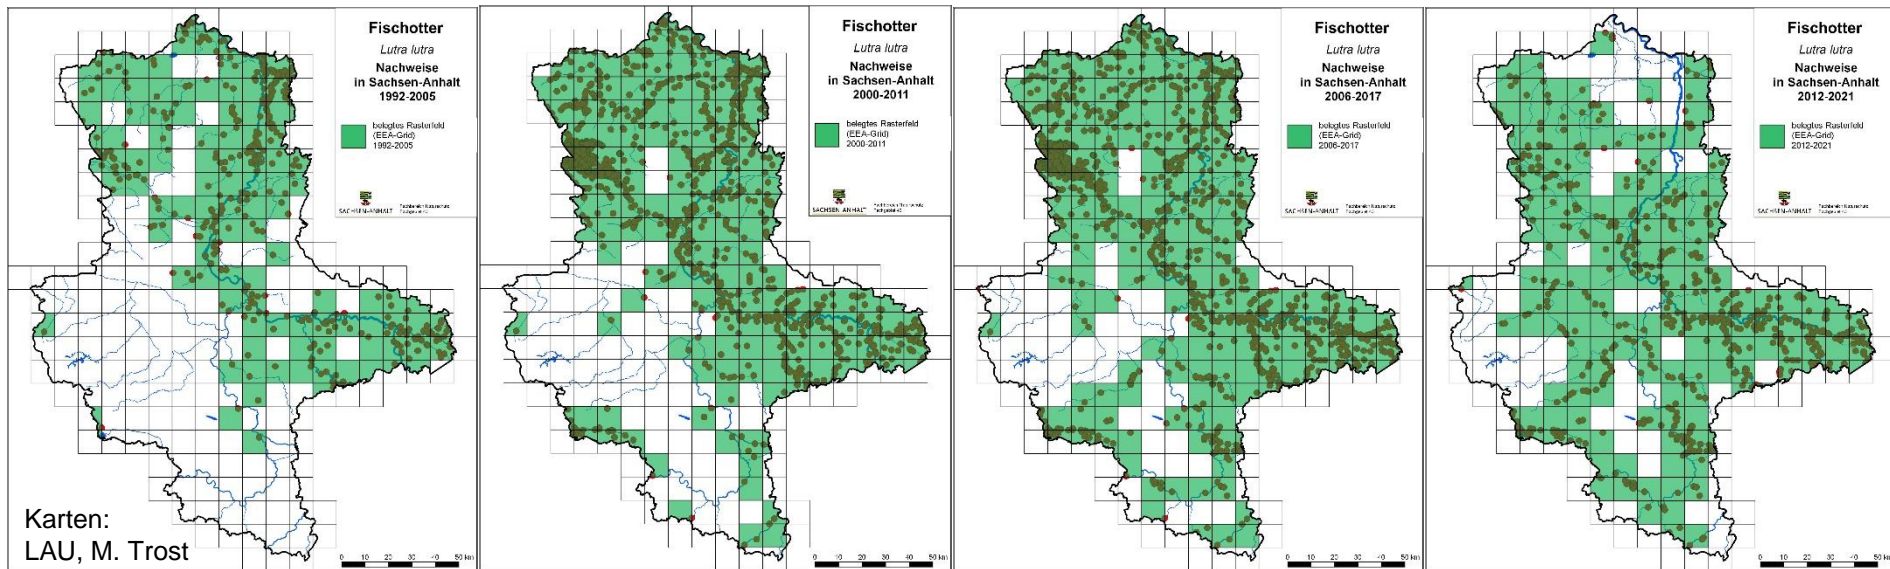 Fischotter
Lutra lutra
Nachweise
in Sachsen-Anhalt
1992-2005
belegtes Rasterfeld
(EEA-Grid)
1992-2005
SACHSEN-ANHALT
0 10 20 30 40 50 km
Fischotter
Lutra lutra
Nachweise
in Sachsen-Anhalt
2000-2011
belegtes Rasterfeld
(EEA-Grid)
2000-2011
SACHSEN-ANHALT
0 10 20 30 40 50 km
Fischotter
Lutra lutra
Nachweise
in Sachsen-Anhalt
2006-2017
belegtes Rasterfeld
(EEA-Grid)
2006-2017
SACHSEN-ANHALT
0 10 20 30 40 50 km
Fischotter
Lutra lutra
Nachweise
in Sachsen-Anhalt
2012-2021
belegtes Rasterfeld
(EEA-Grid)
2012-2021
SACHSEN-ANHALT
0 10 20 30 40 50 km
Karten:
LAU, M. Trost